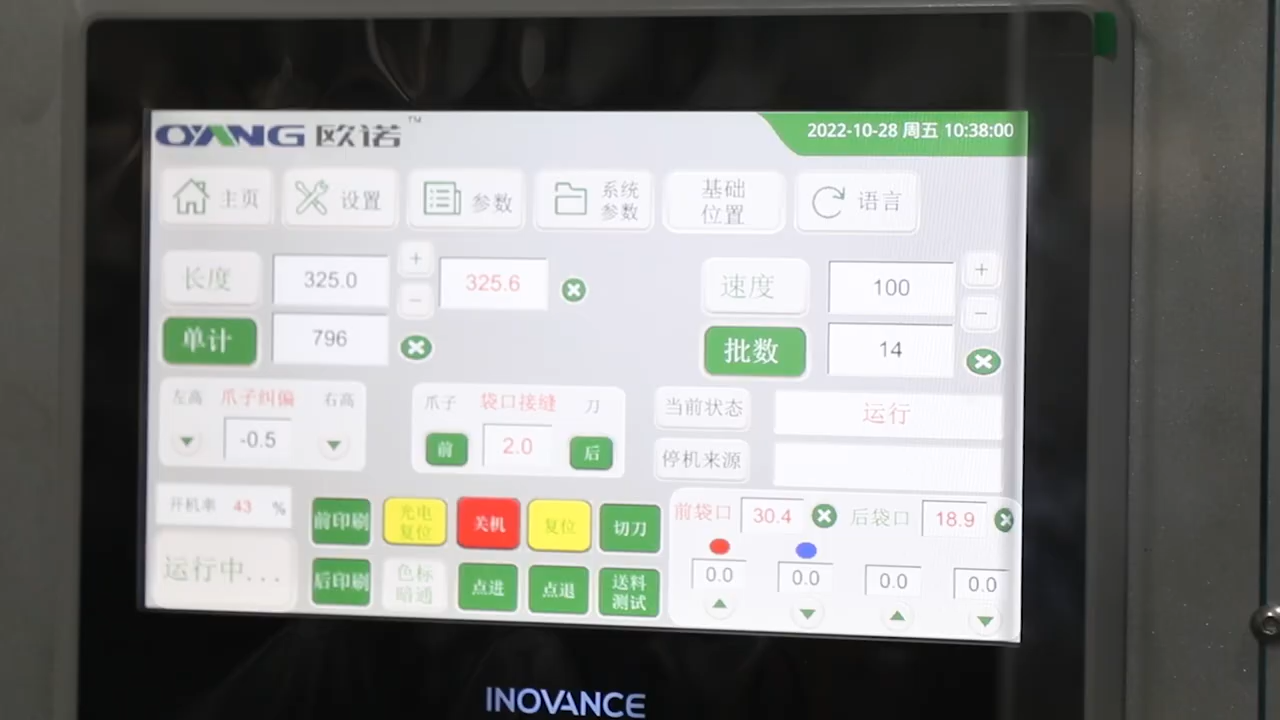 OYANG 欧诺 TM
2022-10-28 周五 10:38:00
主页
设置
参数
系统
参数
基础
位置
语言
长度
325.0
+
-
325.6
速度
100
+
-
单计
796
批数
14
左高
爪子纠偏
右高
-0.5
爪子
袋口接缝
刀
前
2.0
后
当前状态
运行
停机来源
开机率
43
%
前印刷
光电
复位
关机
复位
切刀
前袋口
30.4
后袋口
18.9
运行中...
后印刷
色标
暗通
点进
点退
送料
测试
0.0
0.0
0.0
0.0
INOVANCE